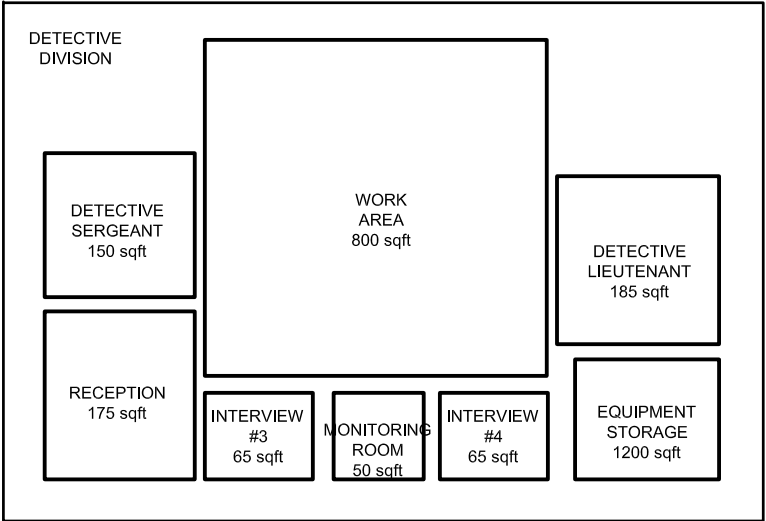 DETECTIVE
DIVISION
WORK
AREA
800 sqft
DETECTIVE
SERGEANT
150 sqft
DETECTIVE
LIEUTENANT
185 sqft
RECEPTION
175 sqft
INTERVIEW
#3
65 sqft
MONITORING
ROOM
50 sqft
INTERVIEW
#4
65 sqft
EQUIPMENT
STORAGE
1200 sqft